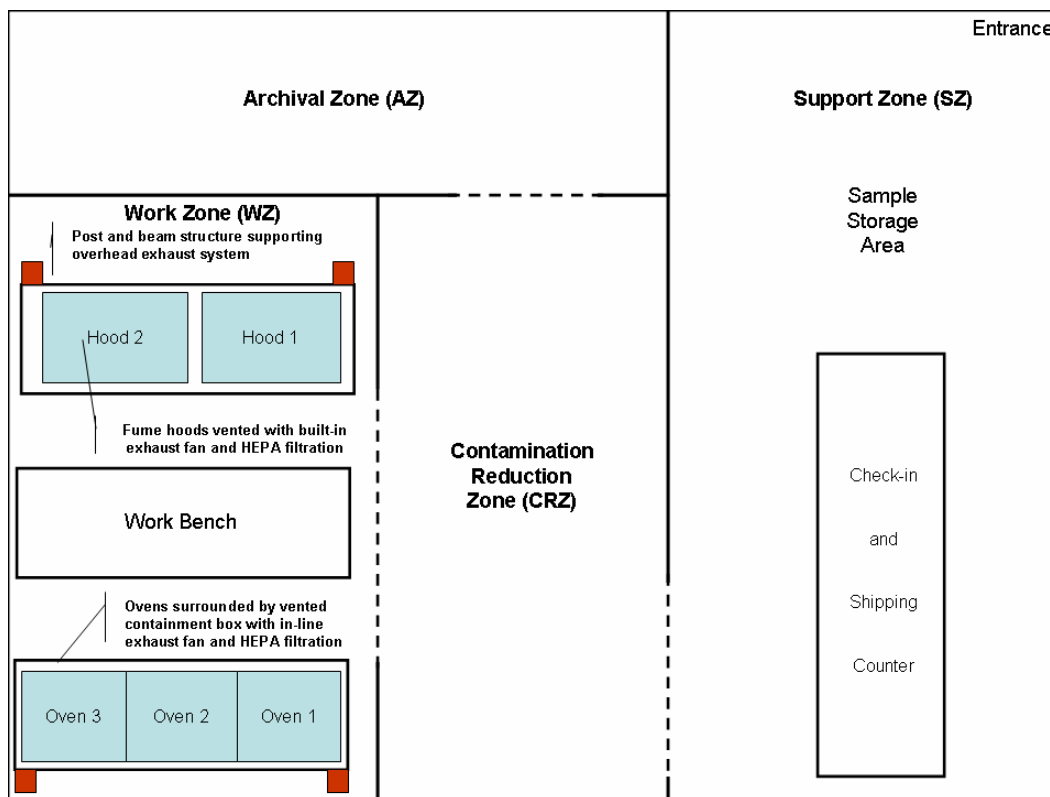 Entrance
Archival Zone (AZ)
Support Zone (SZ)
Sample
Storage
Area
Work Zone (WZ)
Post and beam structure supporting
overhead exhaust system
Hood 2
Hood 1
Fume hoods vented with built-in
exhaust fan and HEPA filtration
Contamination
Reduction
Zone (CRZ)
Work Bench
Check-in
and
Shipping
Counter
Ovens surrounded by vented
containment box with in-line
exhaust fan and HEPA filtration
Oven 3
Oven 2
Oven 1